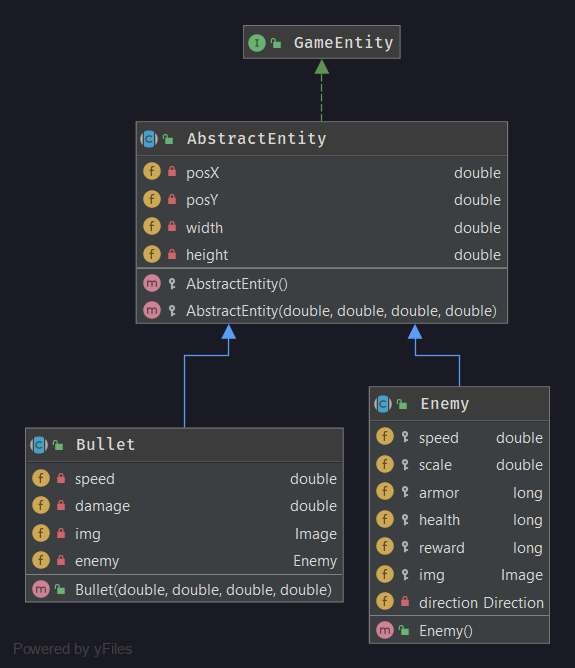 I GameEntity
C AbstractEntity
f posX double
f posY double
f width double
f height double
m AbstractEntity()
m AbstractEntity(double, double, double, double)
C Bullet
f speed double
f damage double
f img Image
f enemy Enemy
m Bullet(double, double, double, double)
C Enemy
f speed double
f scale double
f armor long
f health long
f reward long
f img Image
f direction Direction
m Enemy()
Powered by yFiles